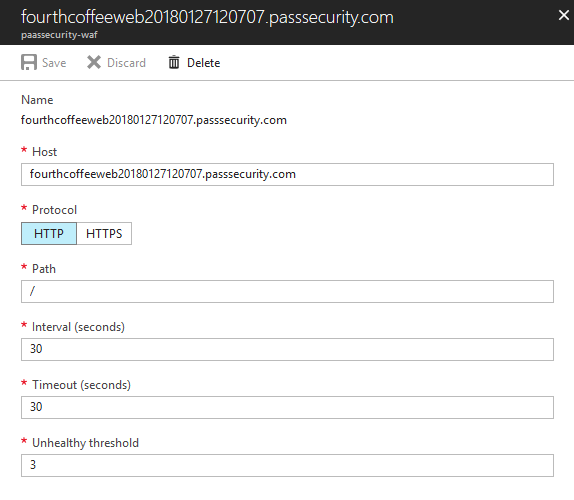 fourthcoffeeweb20180127120707.passsecurity.com
paassecurity-waf
Save Discard Delete
Name
fourthcoffeeweb20180127120707.passsecurity.com
* Host
fourthcoffeeweb20180127120707.passsecurity.com
* Protocol
HTTP HTTPS
* Path
/
* Interval (seconds)
30
* Timeout (seconds)
30
* Unhealthy threshold
3